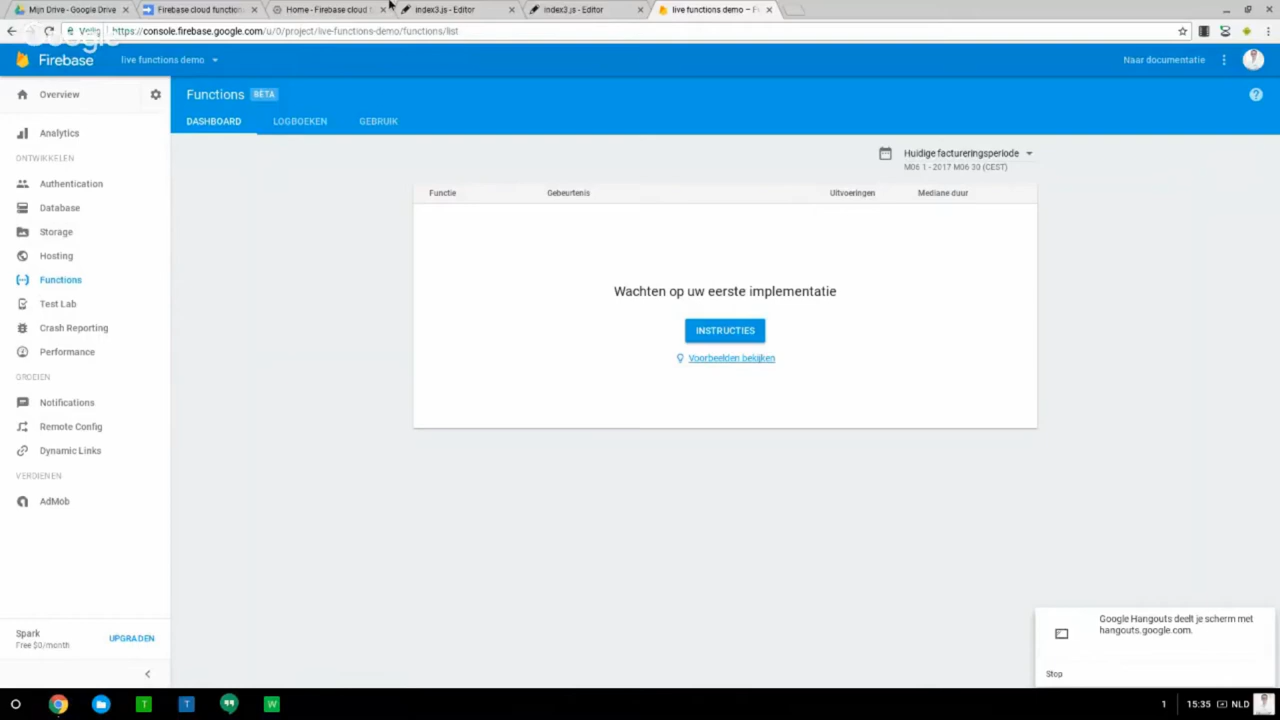 Mijn Drive - Google Drive
Firebase cloud function
Home - Firebase cloud f
index3.js - Editor
index3.js - Editor
live functions demo – F
Veilig
https://console.firebase.google.com/u/0/project/live-functions-demo/functions/list
Google
Firebase
live functions demo
Naar documentatie
Overview
Functions
BÈTA
DASHBOARD
LOGBOEKEN
GEBRUIK
Analytics
ONTWIKKELEN
Authentication
Database
Storage
Hosting
Functions
Test Lab
Crash Reporting
Performance
GROEIEN
Notifications
Remote Config
Dynamic Links
VERDIENEN
AdMob
Spark
Free $0/month
UPGRADEN
Huidige factureringsperiode
M06 1 - 2017 M06 30 (CEST)
Functie
Gebeurtenis
Uitvoeringen
Mediane duur
Wachten op uw eerste implementatie
INSTRUCTIES
Voorbeelden bekijken
Google Hangouts deelt je scherm met
hangouts.google.com.
Stop
T
T
W
1
15:35
NLD